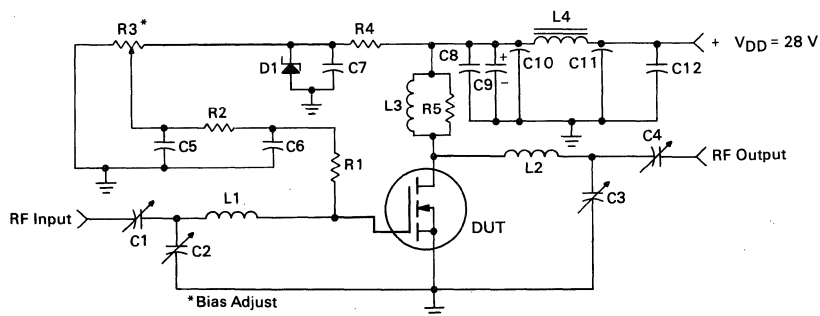 R3*
R4
L4
+ V_DD = 28 V
D1
C7
C8
C9
+
−
C10
C11
C12
L3
R5
R2
C5
C6
R1
C4
RF Output
L2
C3
L1
RF Input
C1
C2
DUT
*Bias Adjust